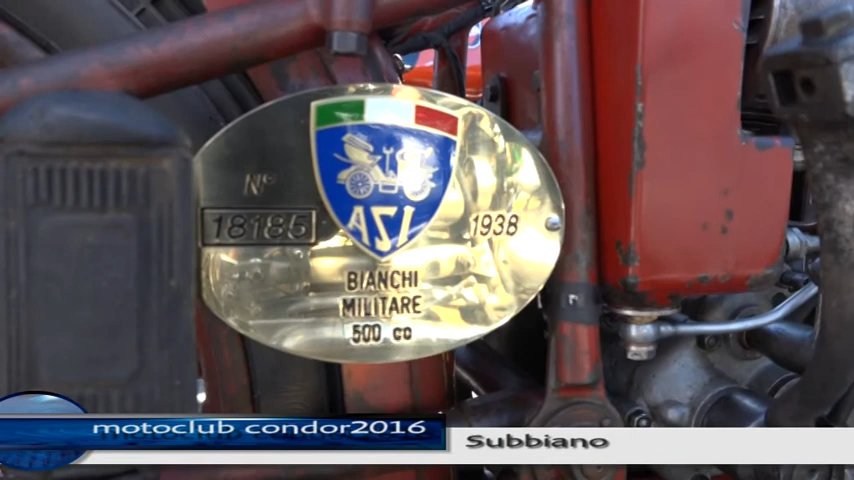 ASI
N°
18185
1938
BIANCHI
MILITARE
500 cc
motoclub condor2016
Subbiano